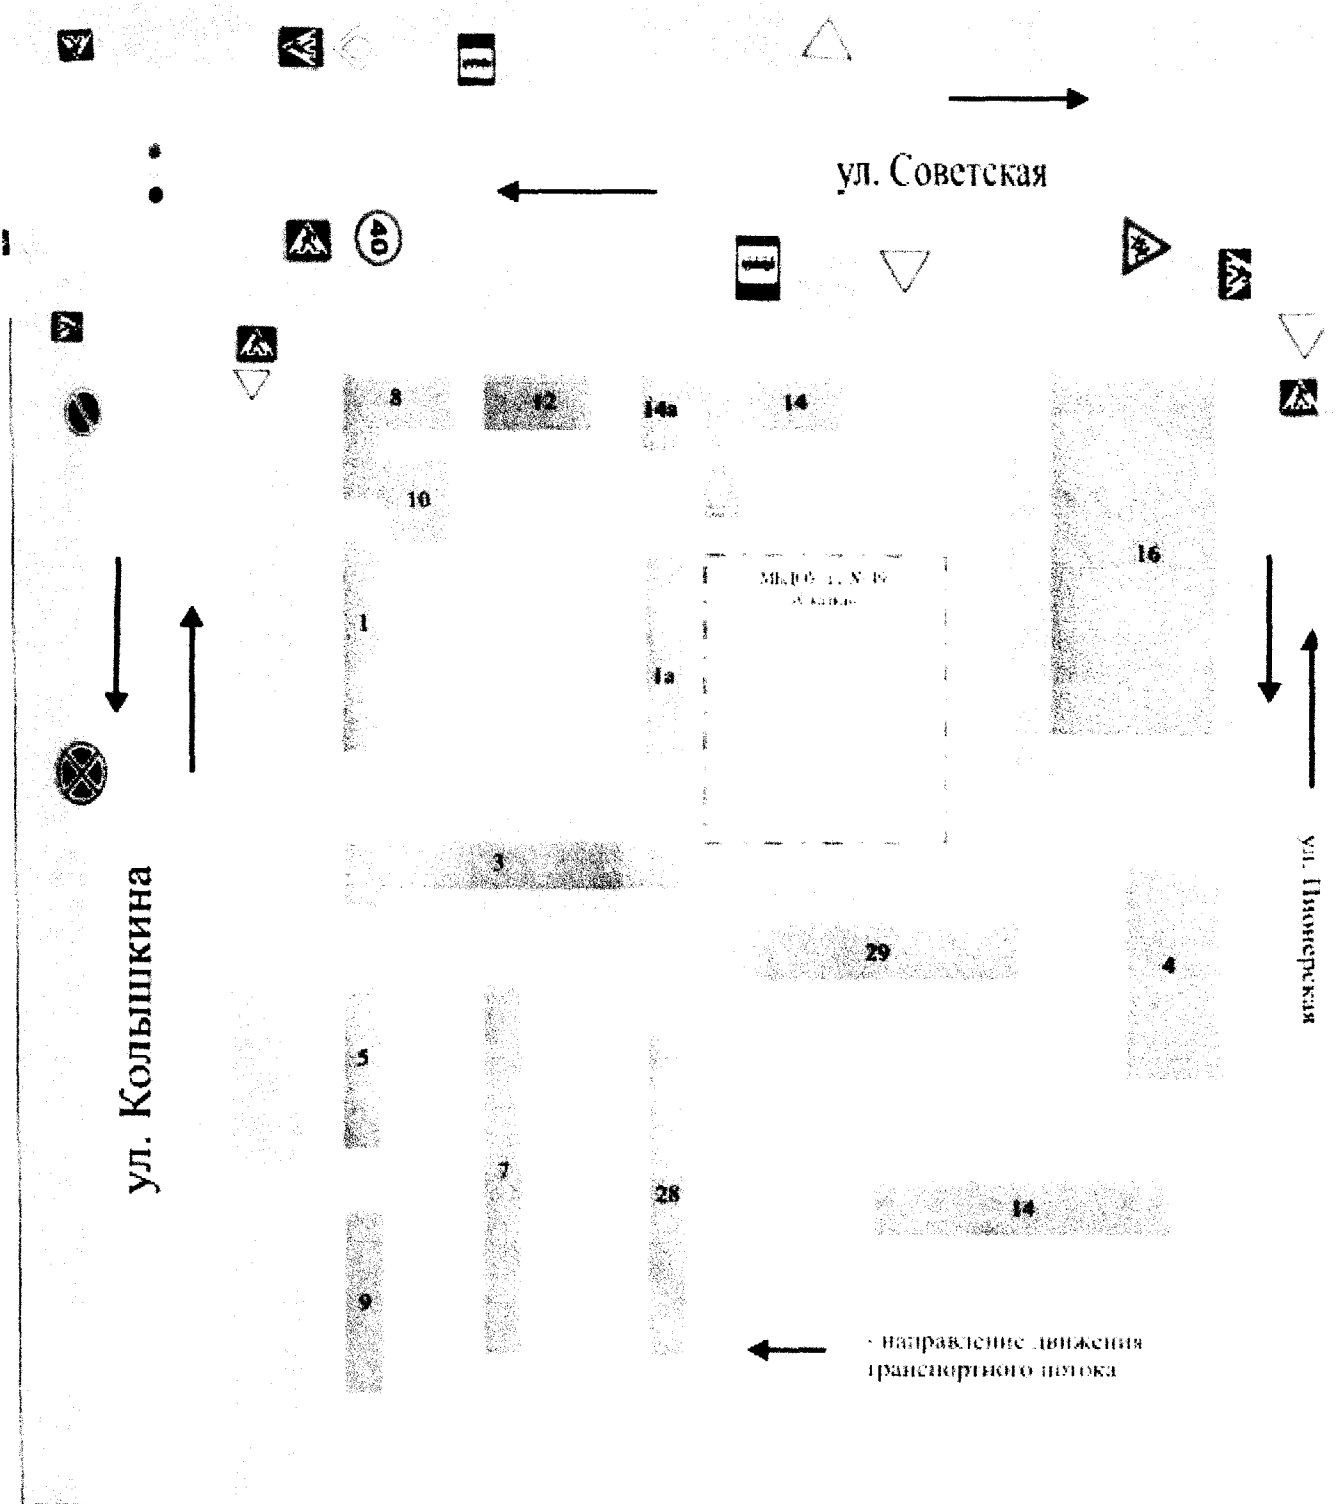 ул. Советская
40
8
12
14а
14
10
16
1
1а
3
ул. Колышкина
ул. Пионерская
29
4
5
7
28
14
9
- направление движения
транспортного потока